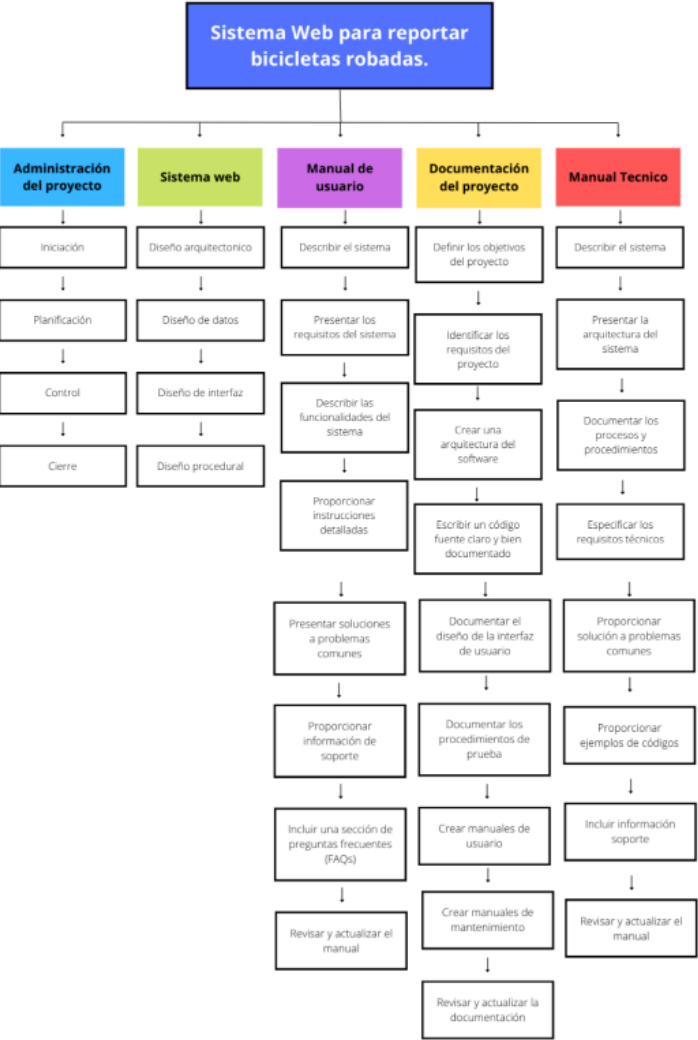 Sistema Web para reportar
bicicletas robadas.
Administración
del proyecto
Iniciación
Planificación
Control
Cierre
Sistema web
Diseño arquitectonico
Diseño de datos
Diseño de interfaz
Diseño procedural
Manual de
usuario
Describir el sistema
Presentar los
requisitos del sistema
Describir las
funcionalidades del
sistema
Proporcionar
instrucciones
detalladas
Presentar soluciones
a problemas
comunes
Proporcionar
información de
soporte
Incluir una sección de
preguntas frecuentes
(FAQs)
Revisar y actualizar el
manual
Documentación
del proyecto
Definir los objetivos
del proyecto
Identificar los
requisitos del
proyecto
Crear una
arquitectura del
software
Escribir un código
fuente claro y bien
documentado
Documentar el
diseño de la interfaz
de usuario
Documentar los
procedimientos de
prueba
Crear manuales de
usuario
Crear manuales de
mantenimiento
Revisar y actualizar la
documentación
Manual Tecnico
Describir el sistema
Presentar la
arquitectura del
sistema
Documentar los
procesos y
procedimientos
Especificar los
requisitos técnicos
Proporcionar
solución a problemas
comunes
Proporcionar
ejemplos de códigos
Incluir información
soporte
Revisar y actualizar el
manual